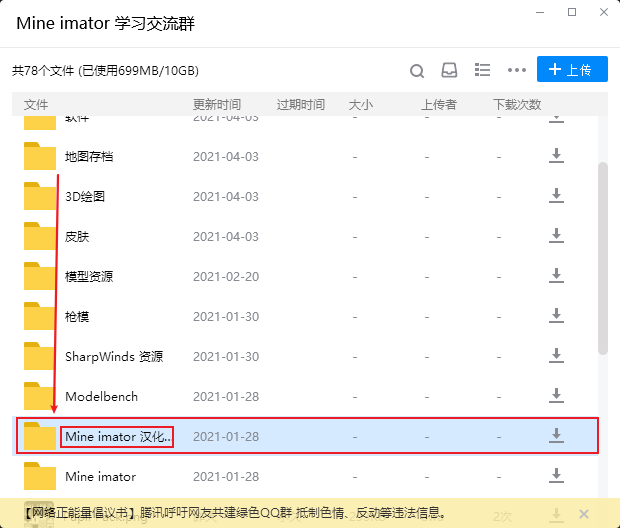 Mine imator 学习交流群
共78个文件 (已使用699MB/10GB)
上传
文件 更新时间 过期时间 大小 上传者 下载次数
软件 2021-04-03 - - -
地图存档 2021-04-03 - - -
3D绘图 2021-04-03 - - -
皮肤 2021-04-03 - - -
模型资源 2021-02-20 - - -
枪模 2021-01-30 - - -
SharpWinds 资源 2021-01-30 - - -
Modelbench 2021-01-28 - - -
Mine imator 汉化... 2021-01-28 - - -
Mine imator 2021-01-28 - - -
【网络正能量倡议书】腾讯呼吁网友共建绿色QQ群 抵制色情、反动等违法信息。
2次